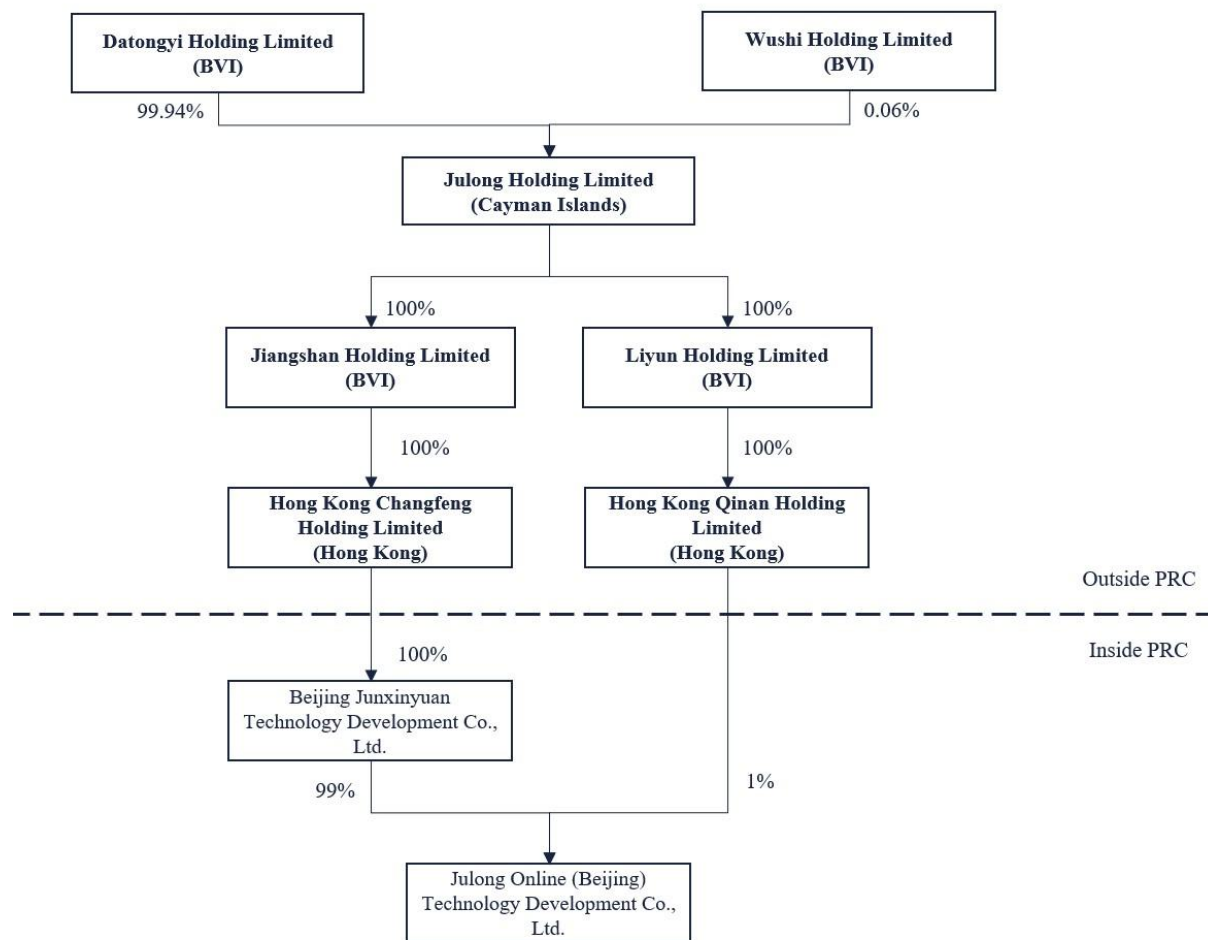 Datongyi Holding Limited
(BVI)
Wushi Holding Limited
(BVI)
99.94%
0.06%
Julong Holding Limited
(Cayman Islands)
100%
100%
Jiangshan Holding Limited
(BVI)
Liyun Holding Limited
(BVI)
100%
100%
Hong Kong Changfeng
Holding Limited
(Hong Kong)
Hong Kong Qinan Holding
Limited
(Hong Kong)
Outside PRC
Inside PRC
100%
Beijing Junxinyuan
Technology Development Co.,
Ltd.
99%
1%
Julong Online (Beijing)
Technology Development Co.,
Ltd.